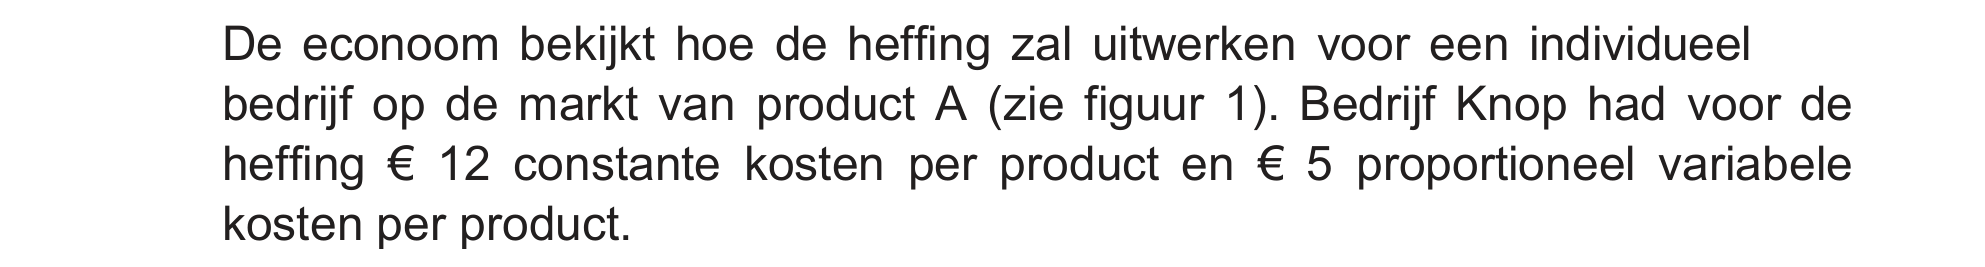 De econoom bekijkt hoe de heffing zal uitwerken voor een individueel
bedrijf op de markt van product A (zie figuur 1). Bedrijf Knop had voor de
heffing € 12 constante kosten per product en € 5 proportioneel variabele
kosten per product.